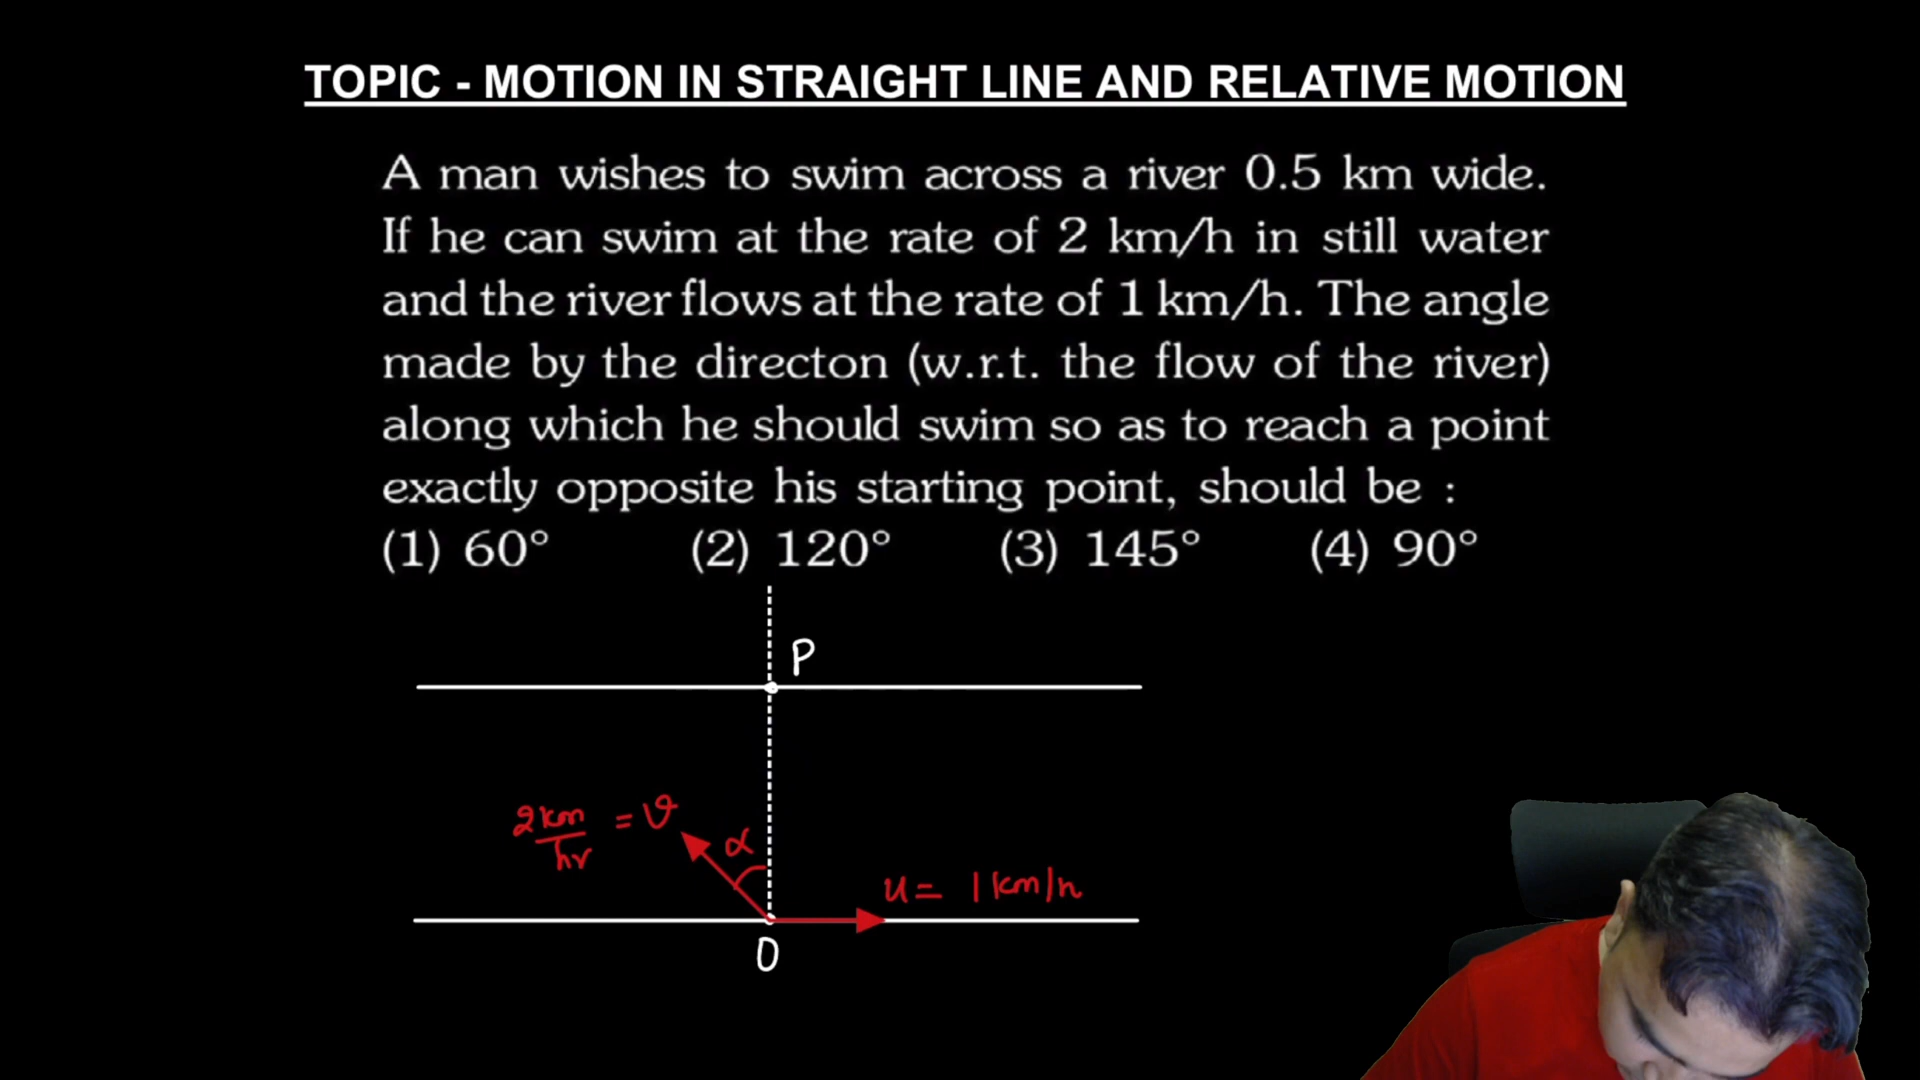 TOPIC - MOTION IN STRAIGHT LINE AND RELATIVE MOTION
A man wishes to swim across a river 0.5 km wide.
If he can swim at the rate of 2 km/h in still water
and the river flows at the rate of 1 km/h. The angle
made by the directon (w.r.t. the flow of the river)
along which he should swim so as to reach a point
exactly opposite his starting point, should be :
(1) 60° (2) 120° (3) 145° (4) 90°
P
2km/hr = v
α
u = 1 km/h
O